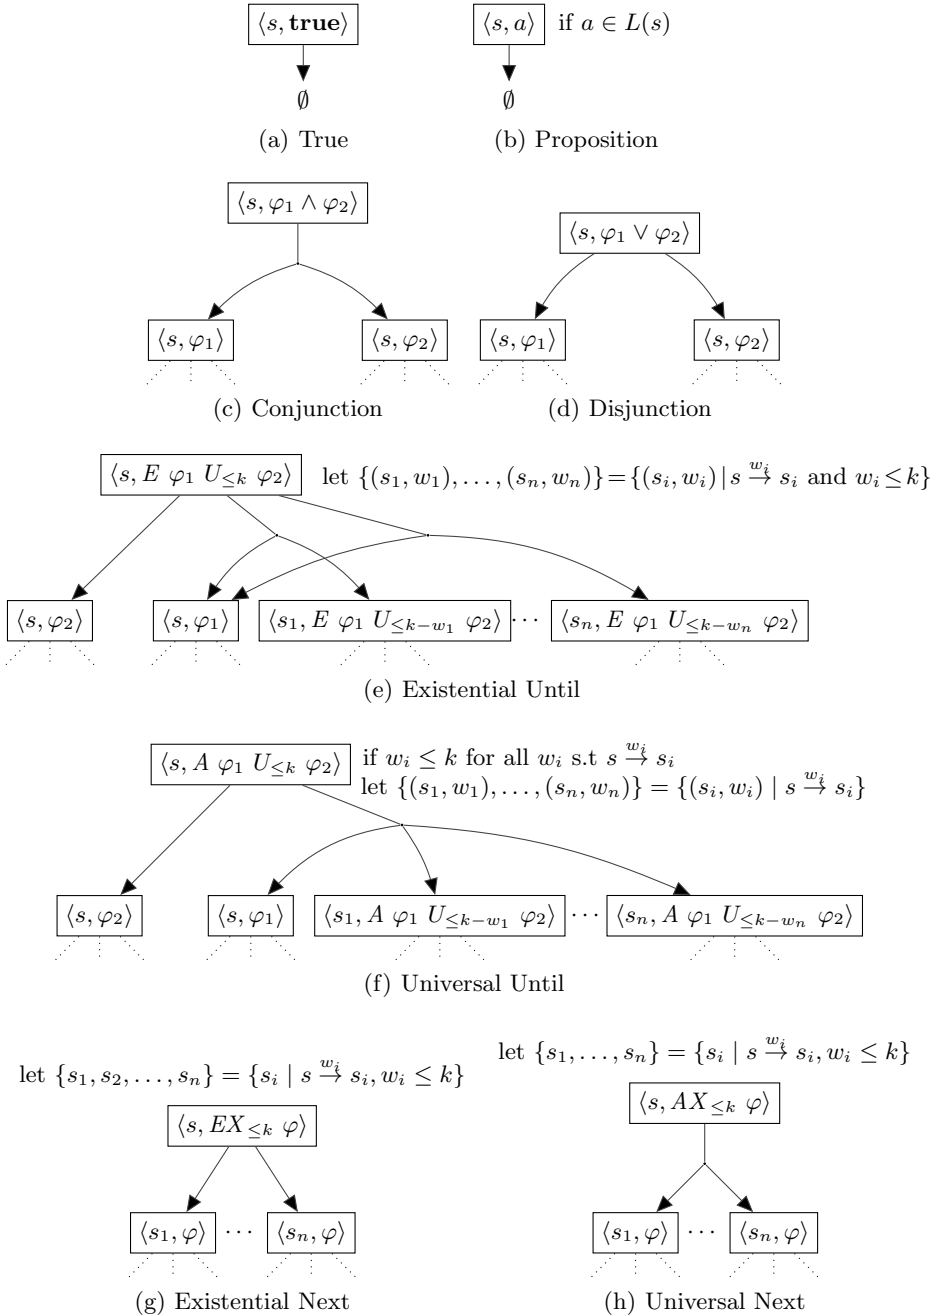 ⟨s, true⟩ ⟨s, a⟩ if a ∈ L(s)
∅ ∅
(a) True (b) Proposition
⟨s, φ₁ ∧ φ₂⟩
⟨s, φ₁ ∨ φ₂⟩
⟨s, φ₁⟩ ⟨s, φ₂⟩ ⟨s, φ₁⟩ ⟨s, φ₂⟩
(c) Conjunction (d) Disjunction
⟨s, E φ₁ U≤k φ₂⟩ let {(s₁, w₁), . . . , (sₙ, wₙ)} = {(sᵢ, wᵢ) | s →^{wᵢ} sᵢ and wᵢ ≤ k}
⟨s, φ₂⟩ ⟨s, φ₁⟩ ⟨s₁, E φ₁ U≤k−w₁ φ₂⟩ · · · ⟨sₙ, E φ₁ U≤k−wₙ φ₂⟩
(e) Existential Until
⟨s, A φ₁ U≤k φ₂⟩ if wᵢ ≤ k for all wᵢ s.t s →^{wᵢ} sᵢ
let {(s₁, w₁), . . . , (sₙ, wₙ)} = {(sᵢ, wᵢ) | s →^{wᵢ} sᵢ}
⟨s, φ₂⟩ ⟨s, φ₁⟩ ⟨s₁, A φ₁ U≤k−w₁ φ₂⟩ · · · ⟨sₙ, A φ₁ U≤k−wₙ φ₂⟩
(f) Universal Until
let {s₁, s₂, . . . , sₙ} = {sᵢ | s →^{wᵢ} sᵢ, wᵢ ≤ k}
⟨s, EX≤k φ⟩
⟨s₁, φ⟩ · · · ⟨sₙ, φ⟩
(g) Existential Next
let {s₁, . . . , sₙ} = {sᵢ | s →^{wᵢ} sᵢ, wᵢ ≤ k}
⟨s, AX≤k φ⟩
⟨s₁, φ⟩ · · · ⟨sₙ, φ⟩
(h) Universal Next